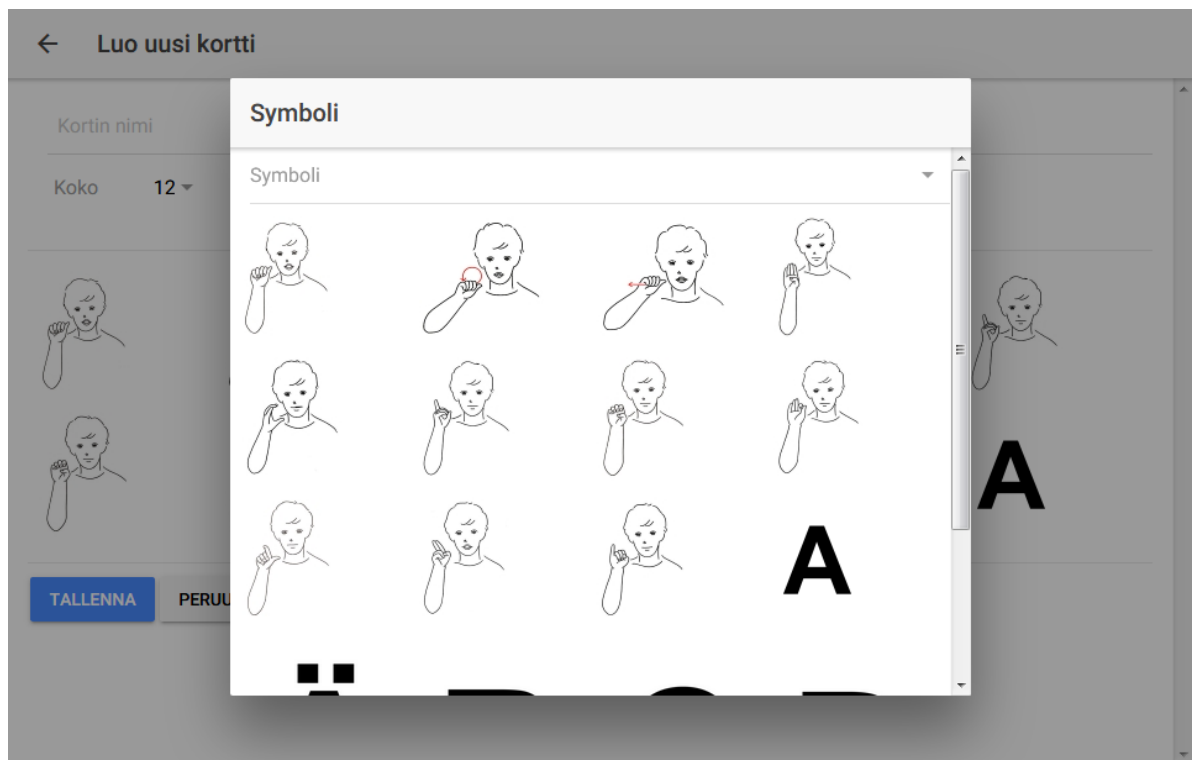 Luo uusi kortti
Symboli
Kortin nimi
Symboli
Koko 12
A
A
TALLENNA
Ä